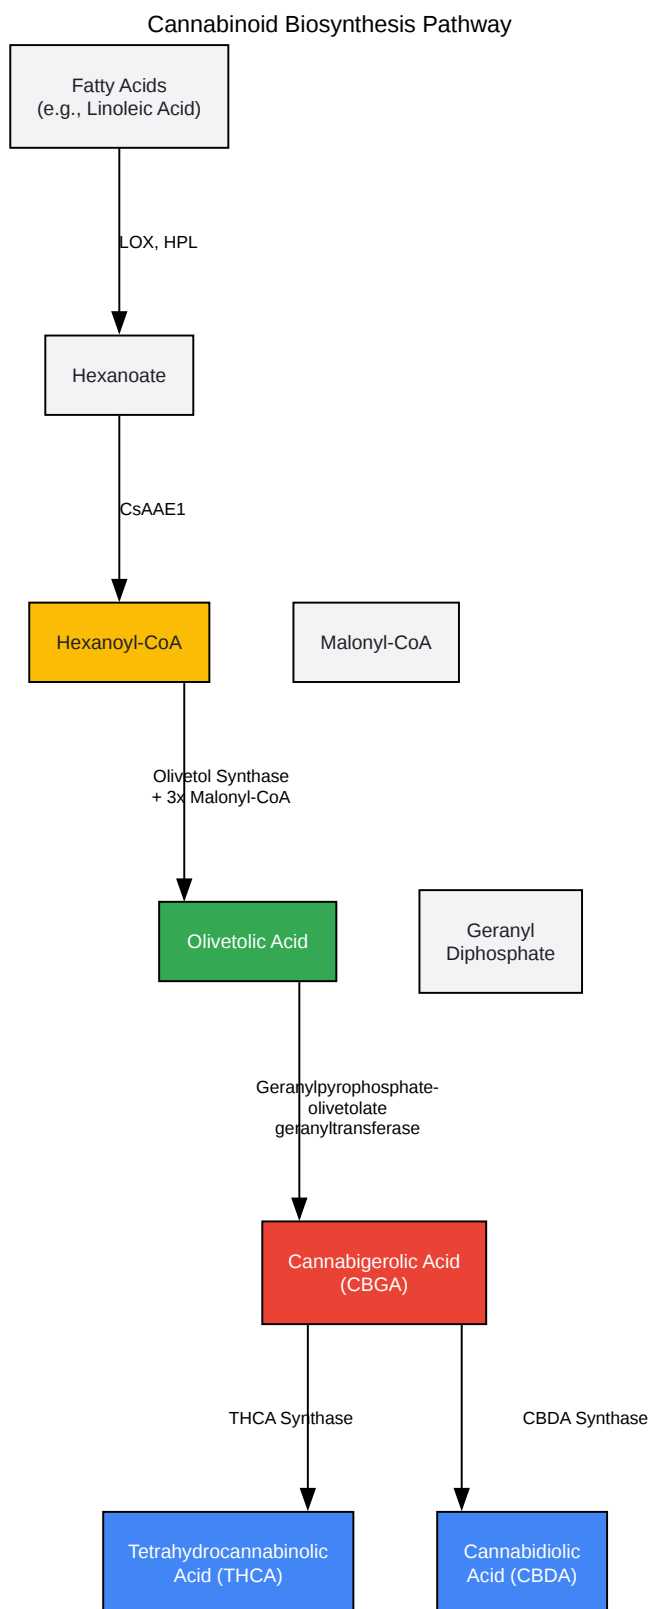 Cannabinoid Biosynthesis Pathway
Fatty Acids
(e.g., Linoleic Acid)
LOX, HPL
Hexanoate
CsAAE1
Hexanoyl-CoA
Malonyl-CoA
Olivetol Synthase
+ 3x Malonyl-CoA
Olivetolic Acid
Geranyl
Diphosphate
Geranylpyrophosphate-
olivetolate
geranyltransferase
Cannabigerolic Acid
(CBGA)
THCA Synthase
CBDA Synthase
Tetrahydrocannabinolic
Acid (THCA)
Cannabidiolic
Acid (CBDA)